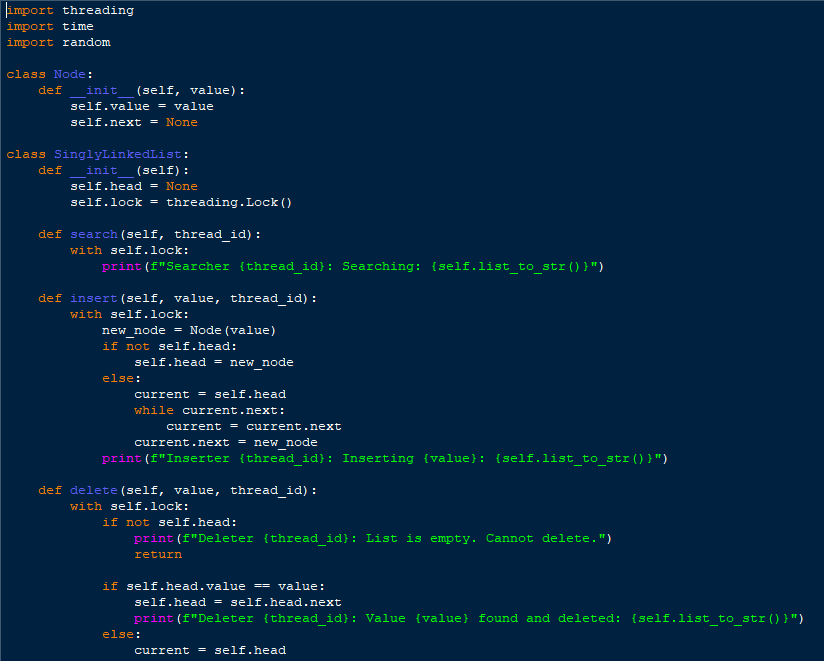 import threading
import time
import random

class Node:
    def __init__(self, value):
        self.value = value
        self.next = None

class SinglyLinkedList:
    def __init__(self):
        self.head = None
        self.lock = threading.Lock()

    def search(self, thread_id):
        with self.lock:
            print(f"Searcher {thread_id}: Searching: {self.list_to_str()}")

    def insert(self, value, thread_id):
        with self.lock:
            new_node = Node(value)
            if not self.head:
                self.head = new_node
            else:
                current = self.head
                while current.next:
                    current = current.next
                current.next = new_node
            print(f"Inserter {thread_id}: Inserting {value}: {self.list_to_str()}")

    def delete(self, value, thread_id):
        with self.lock:
            if not self.head:
                print(f"Deleter {thread_id}: List is empty. Cannot delete.")
                return

            if self.head.value == value:
                self.head = self.head.next
                print(f"Deleter {thread_id}: Value {value} found and deleted: {self.list_to_str()}")
            else:
                current = self.head